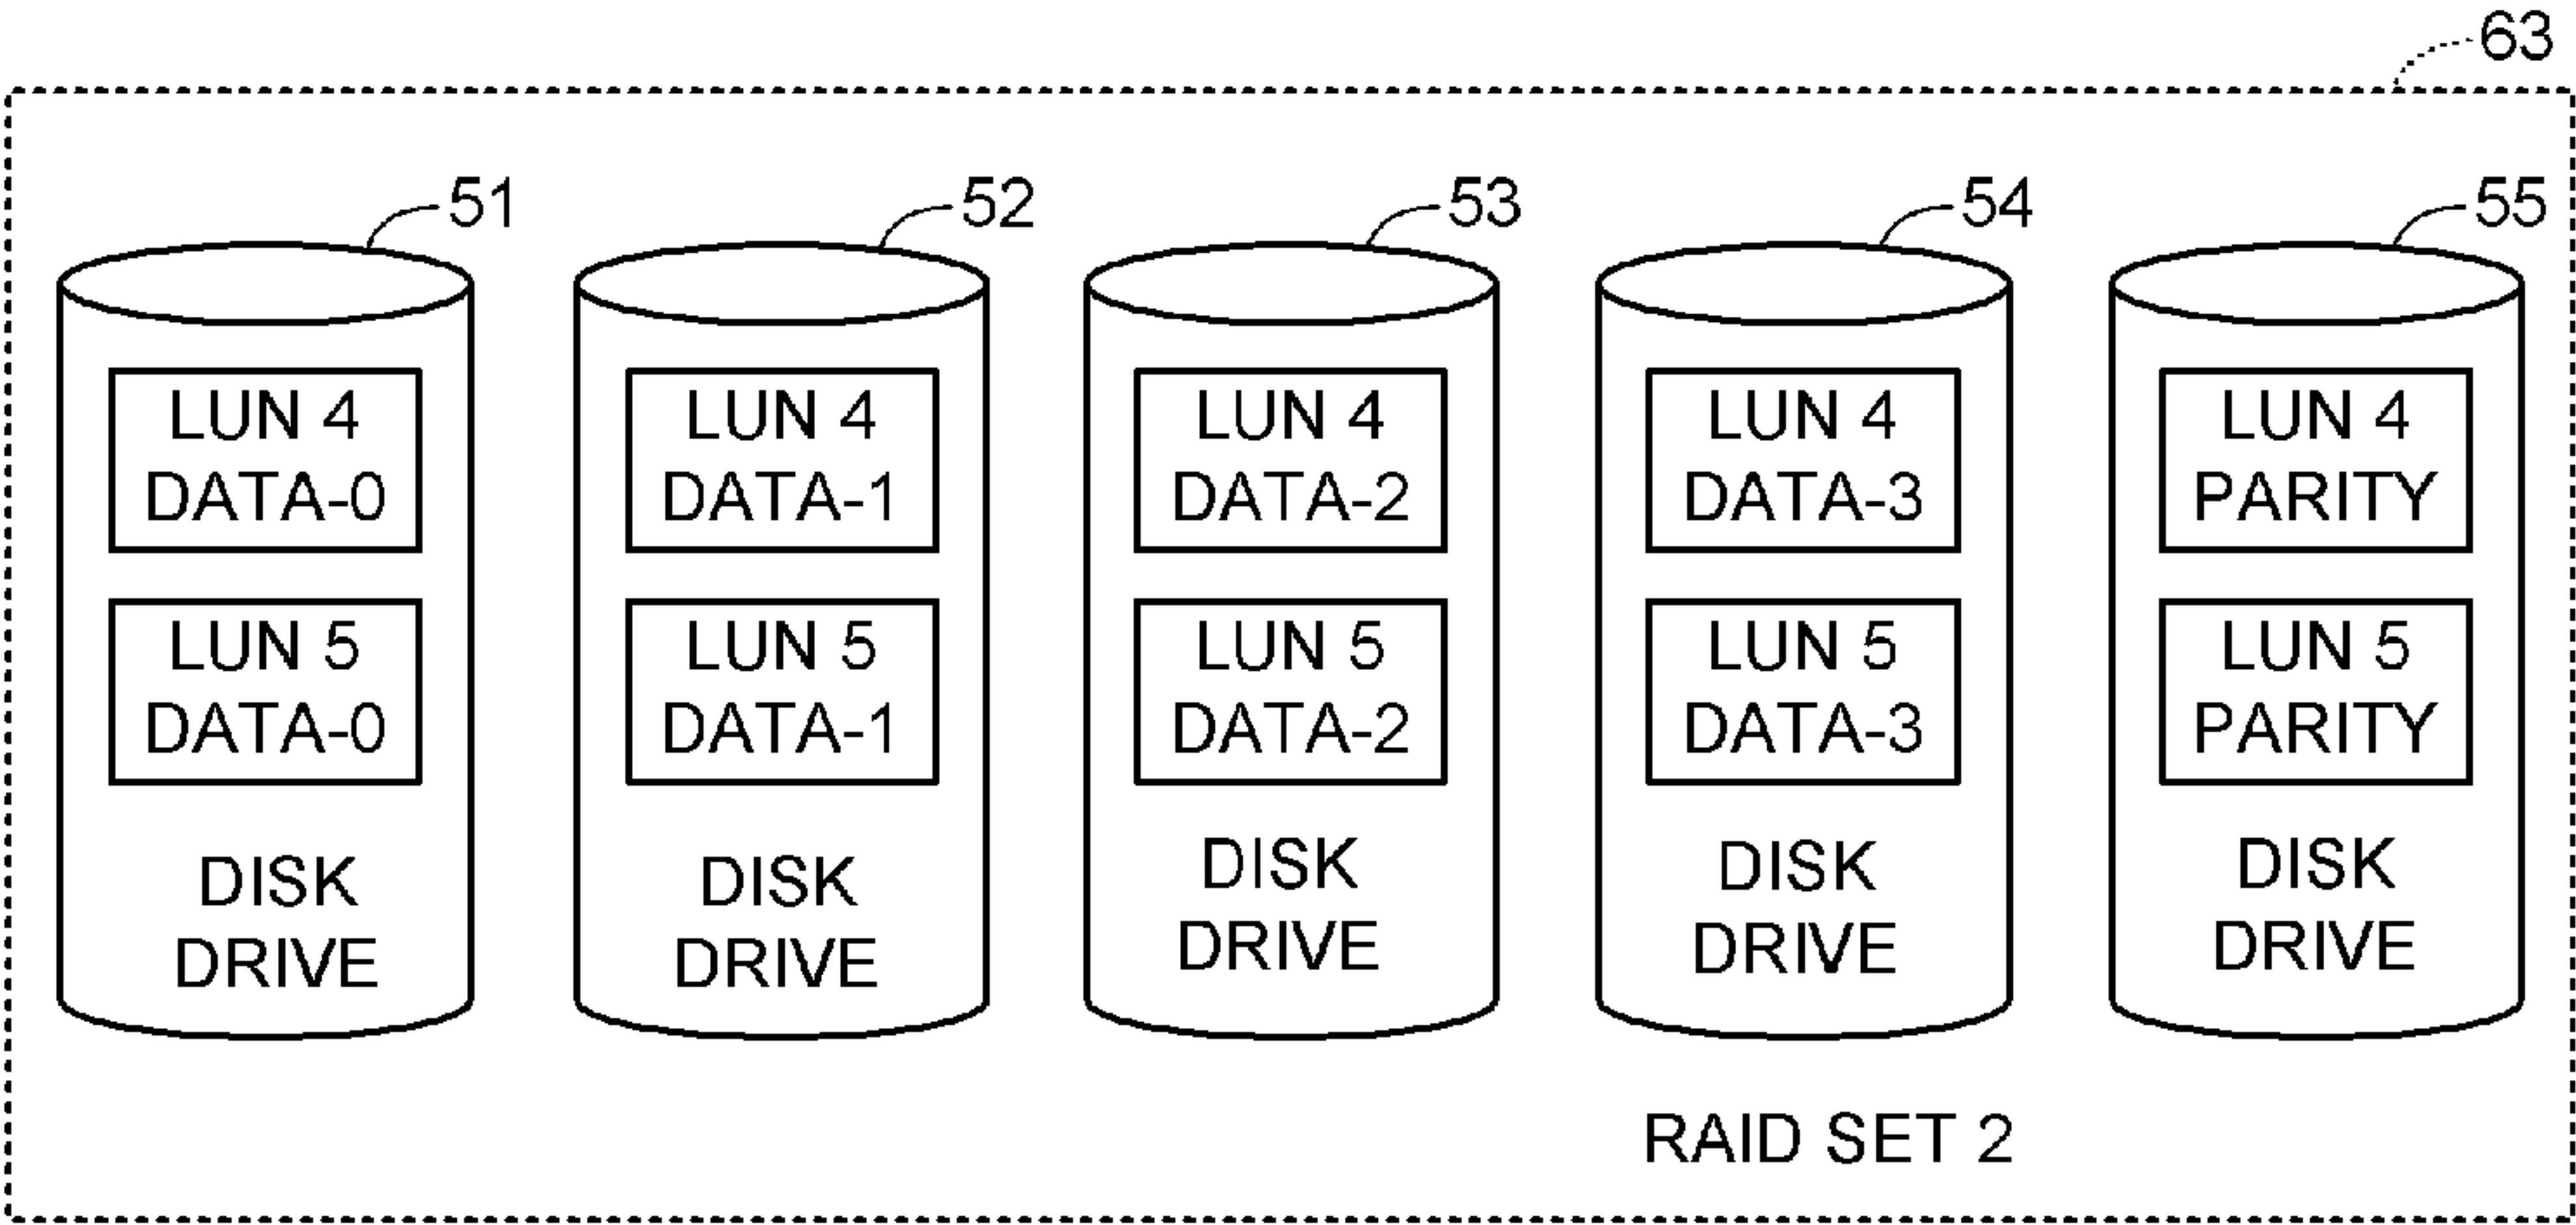 63
51
52
53
54
55
LUN 4
DATA-0
LUN 5
DATA-0
DISK
DRIVE
LUN 4
DATA-1
LUN 5
DATA-1
DISK
DRIVE
LUN 4
DATA-2
LUN 5
DATA-2
DISK
DRIVE
LUN 4
DATA-3
LUN 5
DATA-3
DISK
DRIVE
LUN 4
PARITY
LUN 5
PARITY
DISK
DRIVE
RAID SET 2